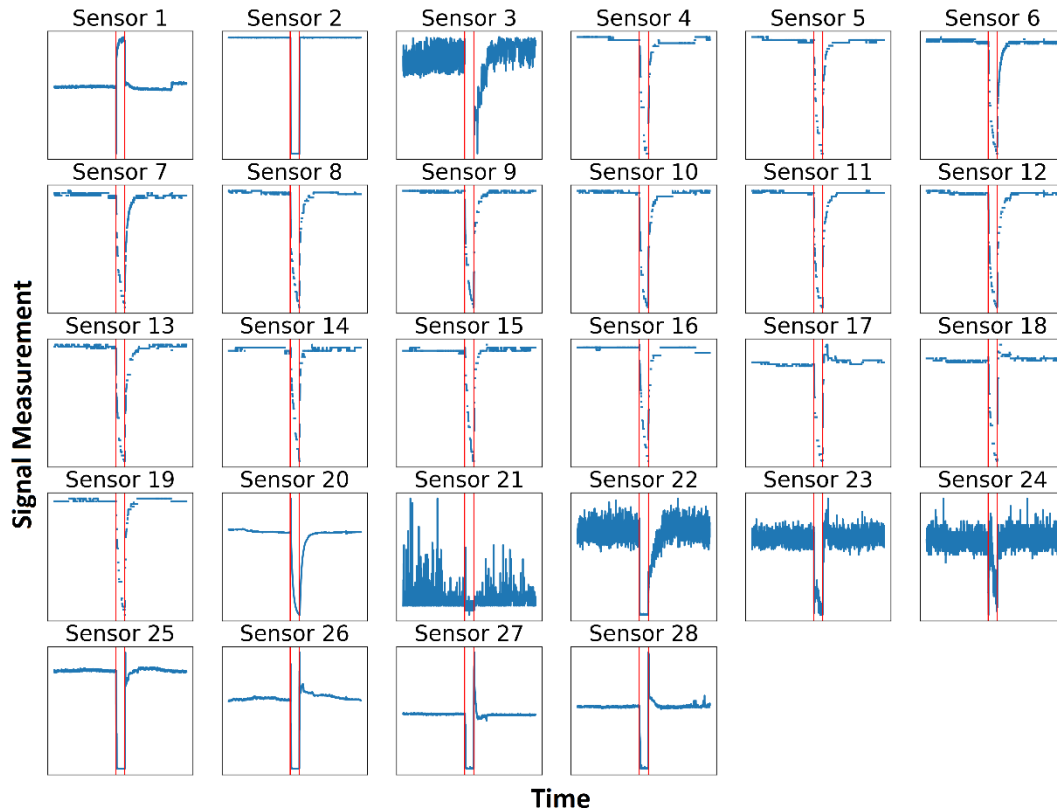 Sensor 1 Sensor 2 Sensor 3 Sensor 4 Sensor 5 Sensor 6
Sensor 7 Sensor 8 Sensor 9 Sensor 10 Sensor 11 Sensor 12
Sensor 13 Sensor 14 Sensor 15 Sensor 16 Sensor 17 Sensor 18
Sensor 19 Sensor 20 Sensor 21 Sensor 22 Sensor 23 Sensor 24
Sensor 25 Sensor 26 Sensor 27 Sensor 28
Signal Measurement
Time